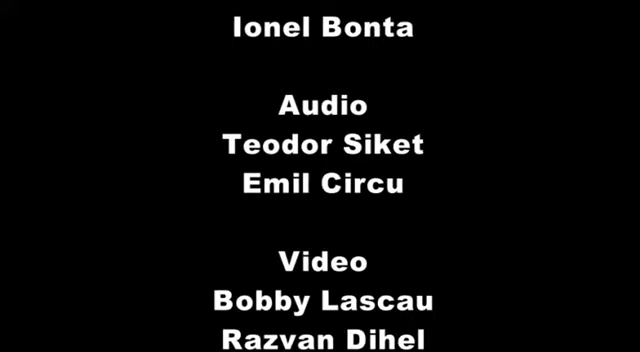 Ionel Bonta
Audio
Teodor Siket
Emil Circu
Video
Bobby Lascau
Razvan Dihel